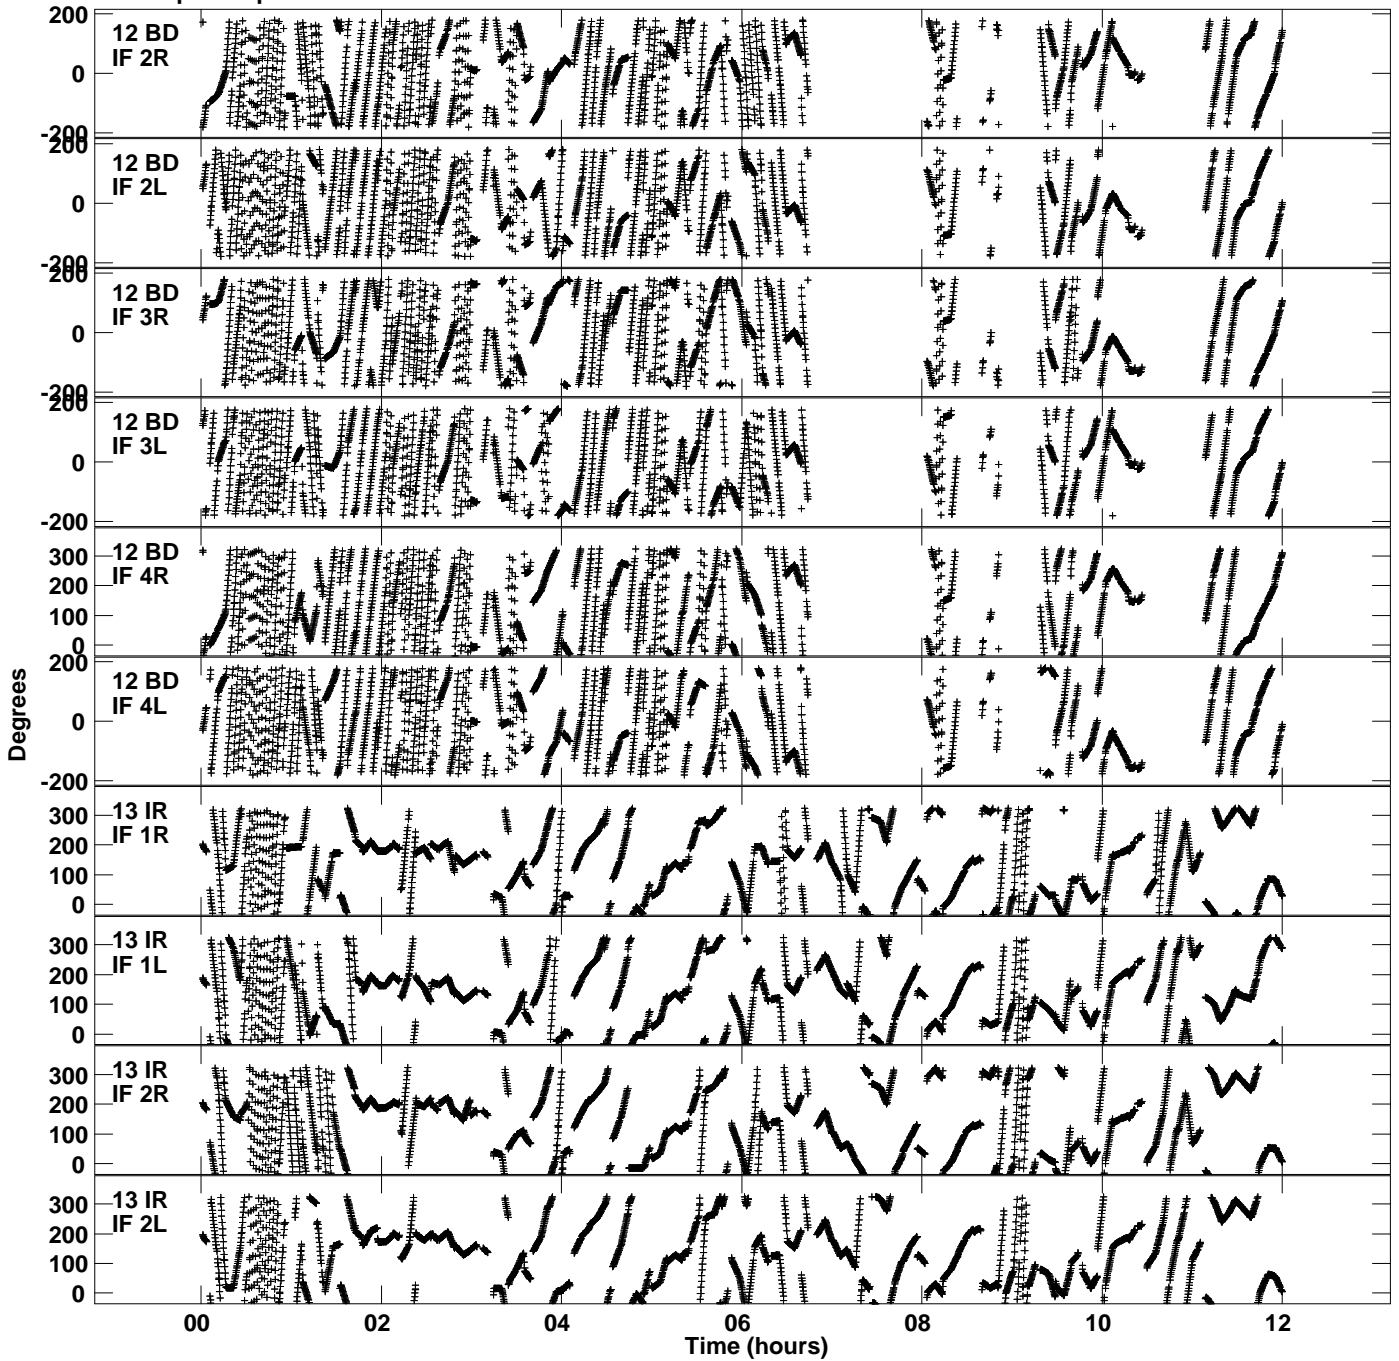 200
12 BD
IF 2R
0
-200
200
12 BD
IF 2L
0
-200
200
12 BD
IF 3R
0
-200
200
12 BD
IF 3L
0
-200
300
12 BD
IF 4R
200
100
0
200
12 BD
IF 4L
0
-200
300
13 IR
IF 1R
200
100
0
300
13 IR
IF 1L
200
100
0
300
13 IR
IF 2R
200
100
0
300
13 IR
IF 2L
200
100
0
Degrees
00 02 04 06 08 10 12
Time (hours)